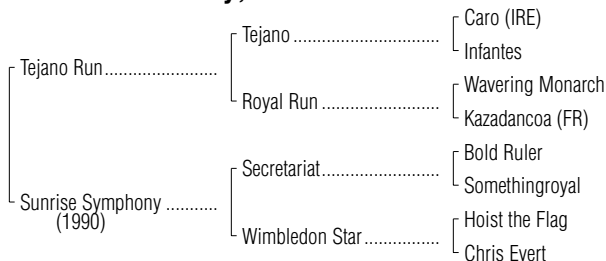 Caro (IRE)
Tejano ..............................
Infantes
Tejano Run.......................
Wavering Monarch
Royal Run ........................
Kazadancoa (FR)
Bold Ruler
Secretariat........................
Somethingroyal
Sunrise Symphony ...........
(1990)
Hoist the Flag
Wimbledon Star...............
Chris Evert